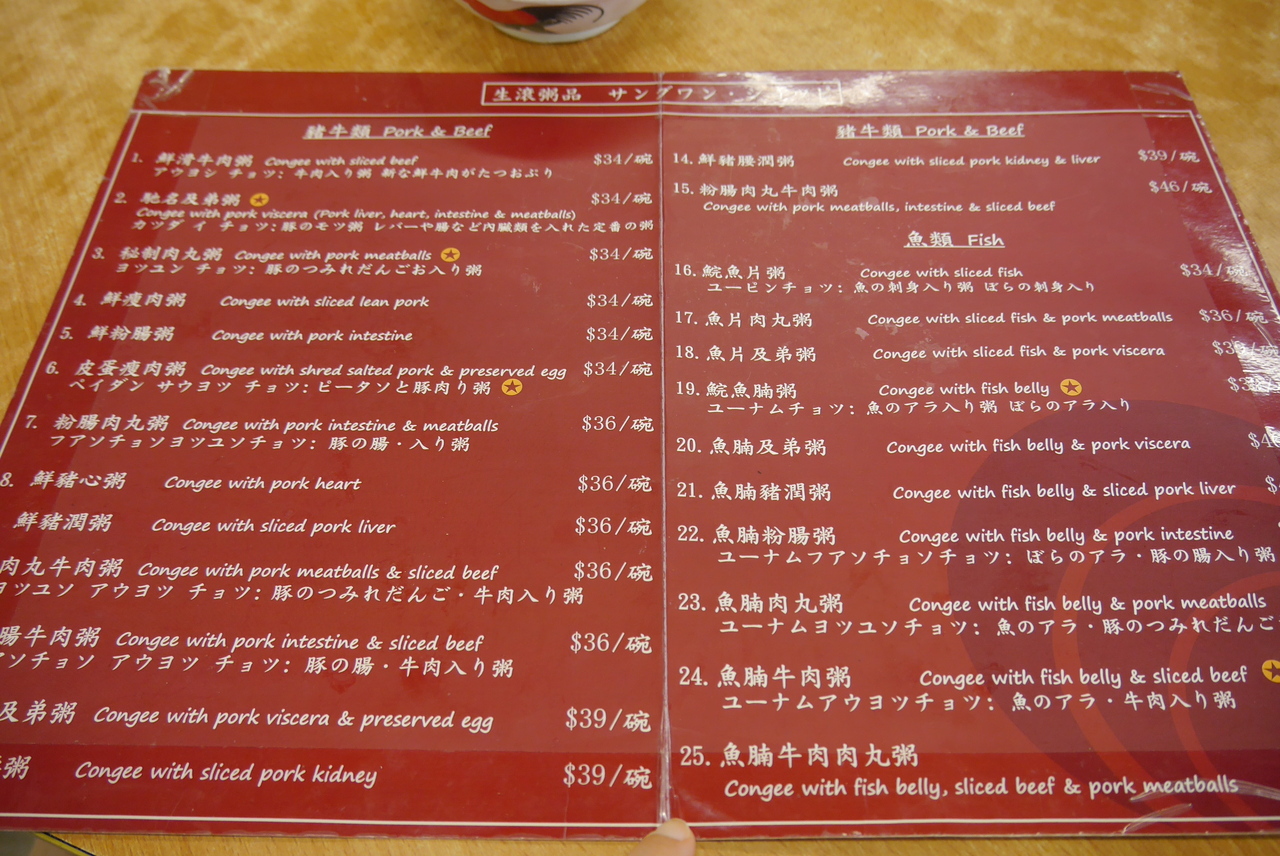 生滾粥品 サングワン・
豬牛類 Pork & Beef
1. 鮮滑牛肉粥 Congee with sliced beef $34/碗
アウヨシ チョツ: 牛肉入り粥 新な鮮牛肉がたつおぷり
2. 馳名及弟粥 $34/碗
Congee with pork viscera (Pork liver, heart, intestine & meatballs)
カツダ イ チョツ: 豚のモツ粥 レバーや腸など内臓類を入れた定番の粥
3. 秘制肉丸粥 Congee with pork meatballs $34/碗
ヨツユン チョツ: 豚のつみれだんごお入り粥
4. 鮮瘦肉粥 Congee with sliced lean pork $34/碗
5. 鮮粉腸粥 Congee with pork intestine $34/碗
6. 皮蛋瘦肉粥 Congee with shred salted pork & preserved egg $34/碗
ペイダン サウヨツ チョツ: ピータソと豚肉り粥
7. 粉腸肉丸粥 Congee with pork intestine & meatballs $36/碗
フアンチョンヨツユソチョツ: 豚の腸・入り粥
8. 鮮豬心粥 Congee with pork heart $36/碗
鮮豬潤粥 Congee with sliced pork liver $36/碗
肉丸牛肉粥 Congee with pork meatballs & sliced beef $36/碗
ヨツユソ アウヨツ チョツ: 豚のつみれだんご・牛肉入り粥
腸牛肉粥 Congee with pork intestine & sliced beef $36/碗
アソチョン アウヨツ チョツ: 豚の腸・牛肉入り粥
及弟粥 Congee with pork viscera & preserved egg $39/碗
粥 Congee with sliced pork kidney $39/碗
豬牛類 Pork & Beef
14. 鮮豬腰潤粥 Congee with sliced pork kidney & liver $39/碗
15. 粉腸肉丸牛肉粥 $46/碗
Congee with pork meatballs, intestine & sliced beef
魚類 Fish
16. 鯇魚片粥 Congee with sliced fish $34/碗
ユーピンチョツ: 魚の刺身入り粥 ぼらの刺身入り
17. 魚片肉丸粥 Congee with sliced fish & pork meatballs $36/碗
18. 魚片及弟粥 Congee with sliced fish & pork viscera
19. 鯇魚腩粥 Congee with fish belly
ユーナムチョツ: 魚のアラ入り粥 ぼらのアラ入り
20. 魚腩及弟粥 Congee with fish belly & pork viscera
21. 魚腩豬潤粥 Congee with fish belly & sliced pork liver
22. 魚腩粉腸粥 Congee with fish belly & pork intestine
ユーナムフアソチョソチョツ: ぼらのアラ・豚の腸入り粥
23. 魚腩肉丸粥 Congee with fish belly & pork meatballs
ユーナムヨツユソチョツ: 魚のアラ・豚のつみれだんご
24. 魚腩牛肉粥 Congee with fish belly & sliced beef
ユーナムアウヨツチョツ: 魚のアラ・牛肉入り粥
25. 魚腩牛肉肉丸粥
Congee with fish belly, sliced beef & pork meatballs